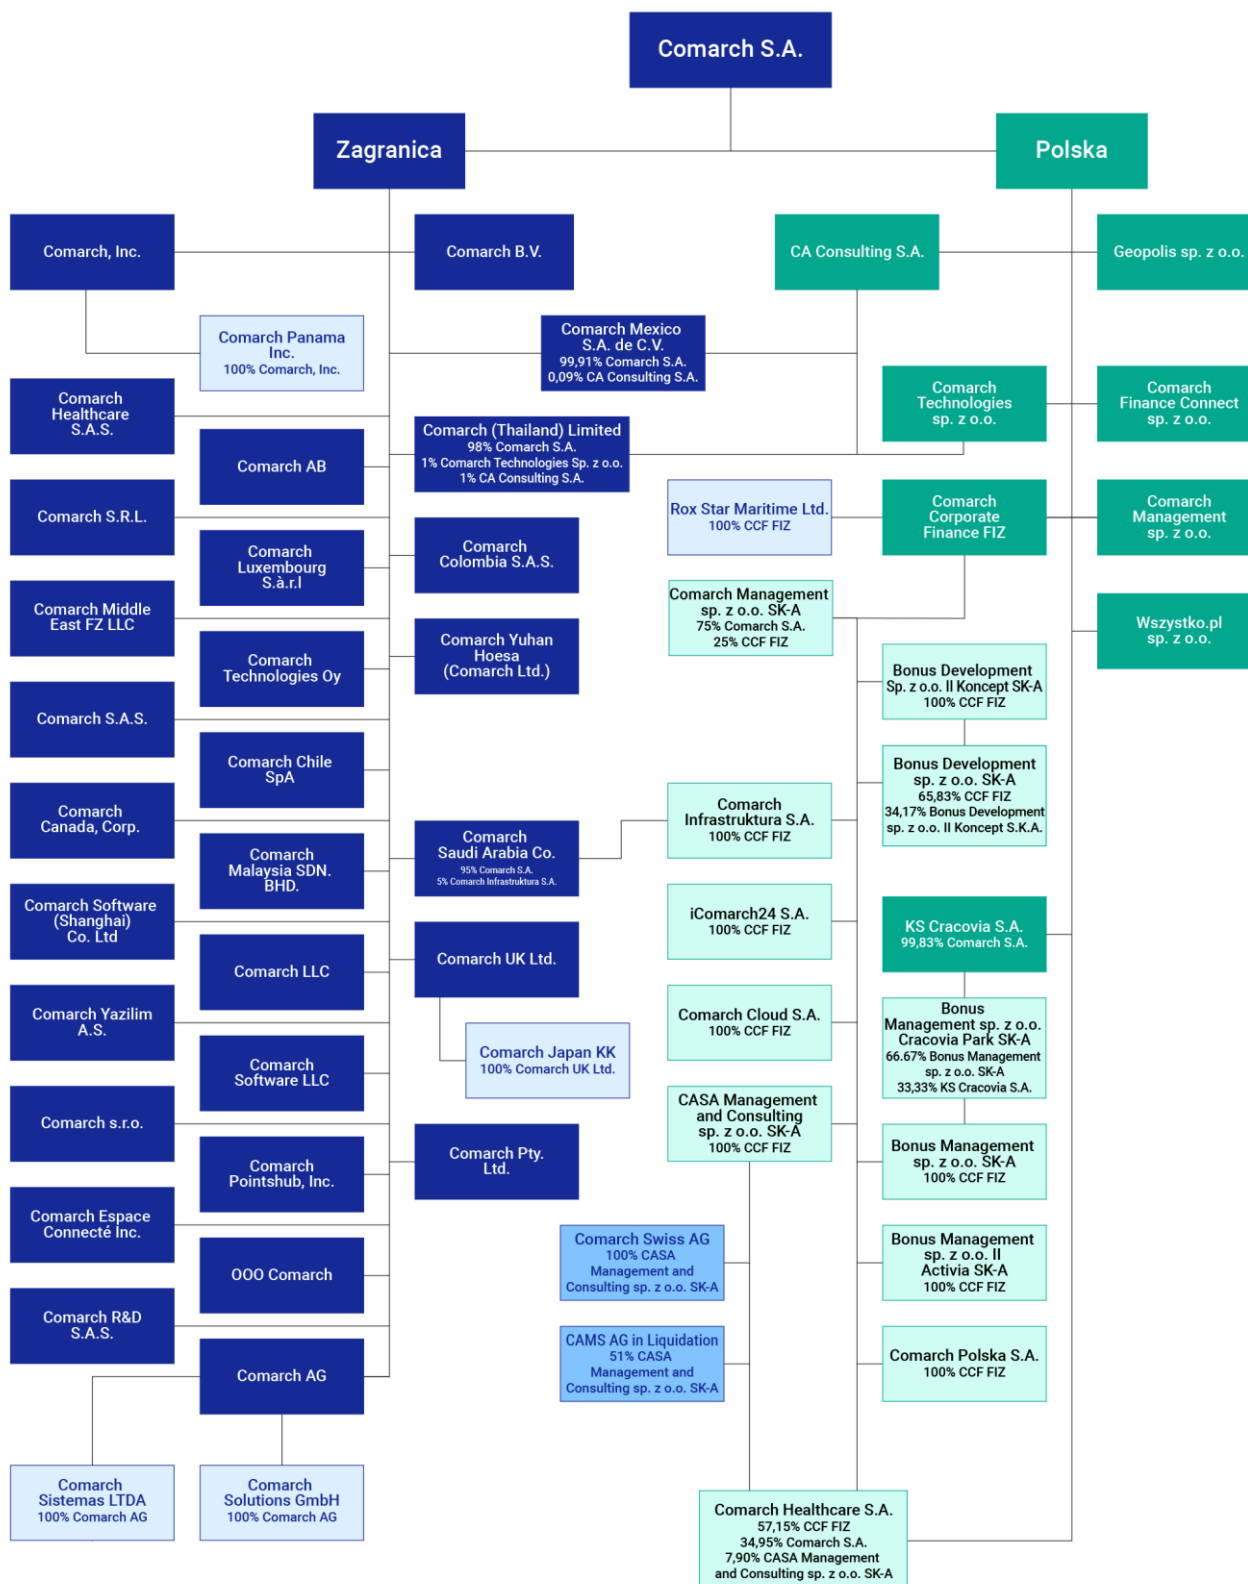 Comarch S.A.
Zagranica
Polska
Comarch, Inc.
Comarch B.V.
CA Consulting S.A.
Geopolis sp. z o.o.
Comarch Panama
Inc.
100% Comarch, Inc.
Comarch Mexico
S.A. de C.V.
99,91% Comarch S.A.
0,09% CA Consulting S.A.
Comarch
Healthcare
S.A.S.
Comarch
Technologies
sp. z o.o.
Comarch
Finance Connect
sp. z o.o.
Comarch AB
Comarch (Thailand) Limited
98% Comarch S.A.
1% Comarch Technologies Sp. z o.o.
1% CA Consulting S.A.
Comarch S.R.L.
Rox Star Maritime Ltd.
100% CCF FIZ
Comarch
Corporate
Finance FIZ
Comarch
Management
sp. z o.o.
Comarch
Luxembourg
S.à.r.l
Comarch
Colombia S.A.S.
Comarch Middle
East FZ LLC
Comarch Management
sp. z o.o. SK-A
75% Comarch S.A.
25% CCF FIZ
Wszystko.pl
sp. z o.o.
Comarch
Technologies Oy
Comarch Yuhan
Hoesa
(Comarch Ltd.)
Bonus Development
Sp. z o.o. II Koncept SK-A
100% CCF FIZ
Comarch S.A.S.
Comarch Chile
SpA
Bonus Development
sp. z o.o. SK-A
65,83% CCF FIZ
34,17% Bonus Development
sp. z o.o. II Koncept S.K.A.
Comarch
Canada, Corp.
Comarch
Infrastruktura S.A.
100% CCF FIZ
Comarch
Malaysia SDN.
BHD.
Comarch
Saudi Arabia Co.
95% Comarch S.A.
5% Comarch Infrastruktura S.A.
Comarch Software
(Shanghai)
Co. Ltd
iComarch24 S.A.
100% CCF FIZ
KS Cracovia S.A.
99,83% Comarch S.A.
Comarch LLC
Comarch UK Ltd.
Comarch Yazilim
A.S.
Comarch Cloud S.A.
100% CCF FIZ
Bonus
Management sp. z o.o.
Cracovia Park SK-A
66.67% Bonus Management
sp. z o.o. SK-A
33,33% KS Cracovia S.A.
Comarch
Software LLC
Comarch Japan KK
100% Comarch UK Ltd.
Comarch s.r.o.
CASA Management
and Consulting
sp. z o.o. SK-A
100% CCF FIZ
Comarch
Pointshub, Inc.
Comarch Pty.
Ltd.
Bonus Management
sp. z o.o. SK-A
100% CCF FIZ
Comarch Espace
Connecté Inc.
OOO Comarch
Comarch Swiss AG
100% CASA
Management and
Consulting sp. z o.o. SK-A
Bonus Management
sp. z o.o. II
Activia SK-A
100% CCF FIZ
Comarch R&D
S.A.S.
Comarch AG
CAMS AG in Liquidation
51% CASA
Management and
Consulting sp. z o.o. SK-A
Comarch Polska S.A.
100% CCF FIZ
Comarch
Sistemas LTDA
100% Comarch AG
Comarch
Solutions GmbH
100% Comarch AG
Comarch Healthcare S.A.
57,15% CCF FIZ
34,95% Comarch S.A.
7,90% CASA Management
and Consulting sp. z o.o. SK-A